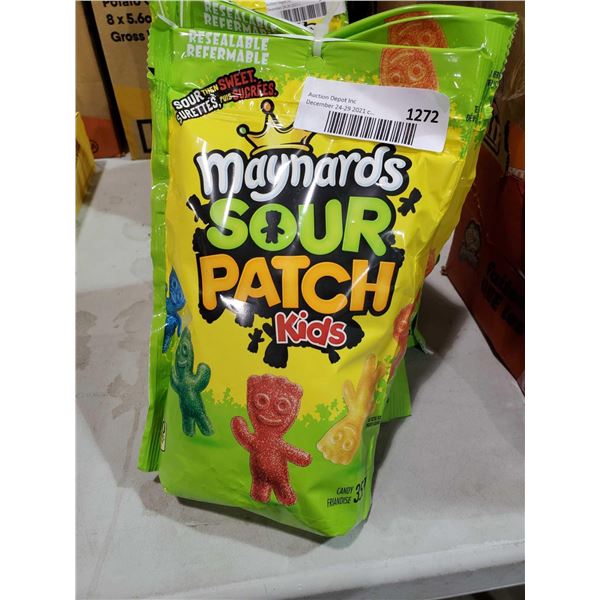 8 x 5.6o
Gross
RESEALABLE
REFERMABLE
REFERMABLE
SOUR THEN SWEET.
SURETTES, PUIS SUCRÉES.
Auction Depot Inc
December 24-29 2021 c..
1272
maynards
SOUR
PATCH
Kids
CANDY
FRIANDISE